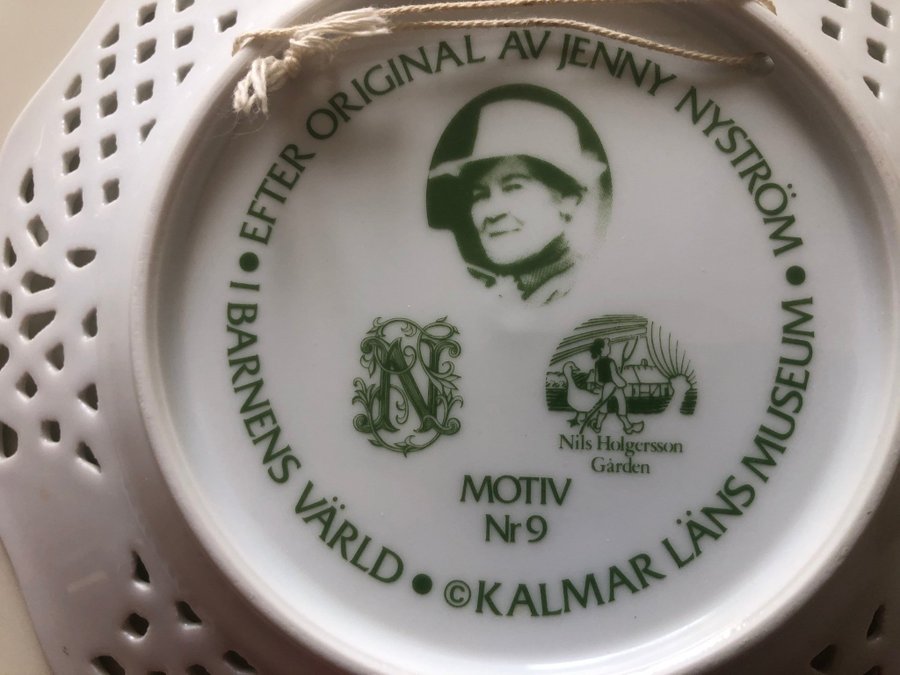 EFTER ORIGINAL AV JENNY NYSTRÖM •
©KALMAR LÄNS MUSEUM
• I BARNENS VÄRLD •
Nils Holgersson
Gården
MOTIV
Nr 9